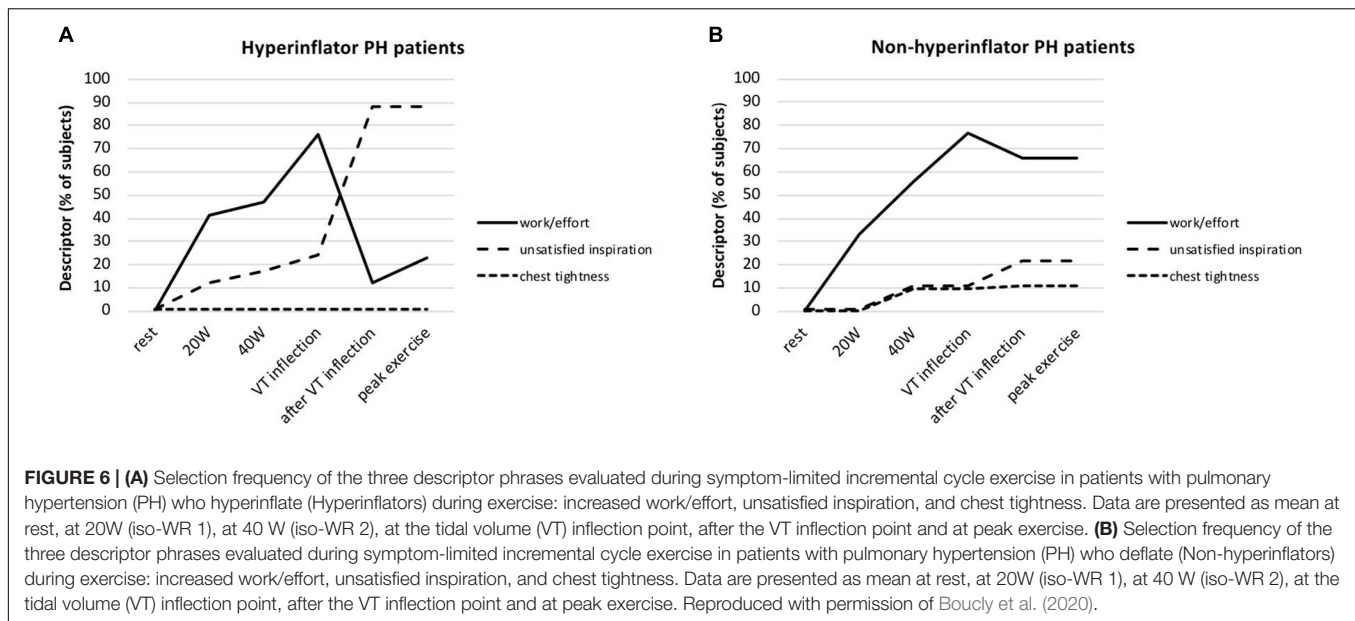 A
Hyperinflator PH patients
Descriptor (% of subjects)
100
90
80
70
60
50
40
30
20
10
0
rest
20W
40W
VT inflection
after VT inflection
peak exercise
work/effort
unsatisfied inspiration
chest tightness
B
Non-hyperinflator PH patients
Descriptor (% of subjects)
100
90
80
70
60
50
40
30
20
10
0
rest
20W
40W
VT inflection
after VT inflection
peak exercise
work/effort
unsatisfied inspiration
chest tightness
FIGURE 6 | (A) Selection frequency of the three descriptor phrases evaluated during symptom-limited incremental cycle exercise in patients with pulmonary
hypertension (PH) who hyperinflate (Hyperinflators) during exercise: increased work/effort, unsatisfied inspiration, and chest tightness. Data are presented as mean at
rest, at 20W (iso-WR 1), at 40 W (iso-WR 2), at the tidal volume (VT) inflection point, after the VT inflection point and at peak exercise. (B) Selection frequency of the
three descriptor phrases evaluated during symptom-limited incremental cycle exercise in patients with pulmonary hypertension (PH) who deflate (Non-hyperinflators)
during exercise: increased work/effort, unsatisfied inspiration, and chest tightness. Data are presented as mean at rest, at 20W (iso-WR 1), at 40 W (iso-WR 2), at the
tidal volume (VT) inflection point, after the VT inflection point and at peak exercise. Reproduced with permission of Boucly et al. (2020).